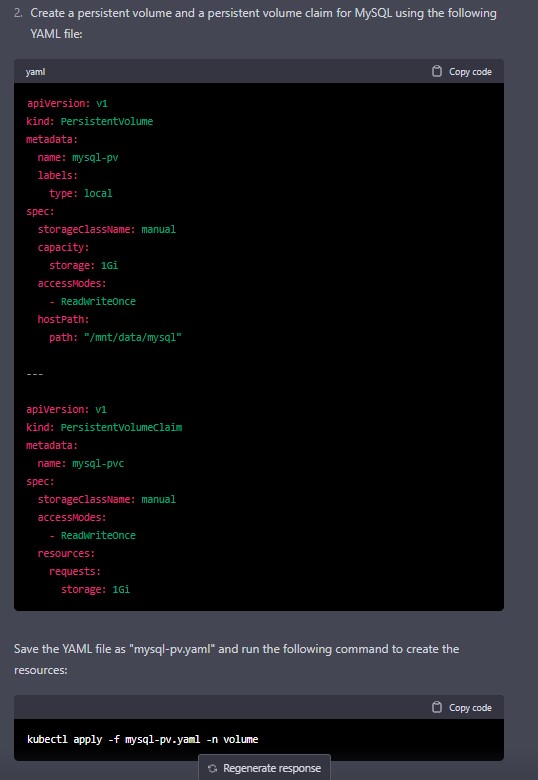 2. Create a persistent volume and a persistent volume claim for MySQL using the following
YAML file:
yaml
Copy code
apiVersion: v1
kind: PersistentVolume
metadata:
  name: mysql-pv
  labels:
    type: local
spec:
  storageClassName: manual
  capacity:
    storage: 1Gi
  accessModes:
    - ReadWriteOnce
  hostPath:
    path: "/mnt/data/mysql"
---
apiVersion: v1
kind: PersistentVolumeClaim
metadata:
  name: mysql-pvc
spec:
  storageClassName: manual
  accessModes:
    - ReadWriteOnce
  resources:
    requests:
      storage: 1Gi
Save the YAML file as "mysql-pv.yaml" and run the following command to create the
resources:
Copy code
kubectl apply -f mysql-pv.yaml -n volume
Regenerate response